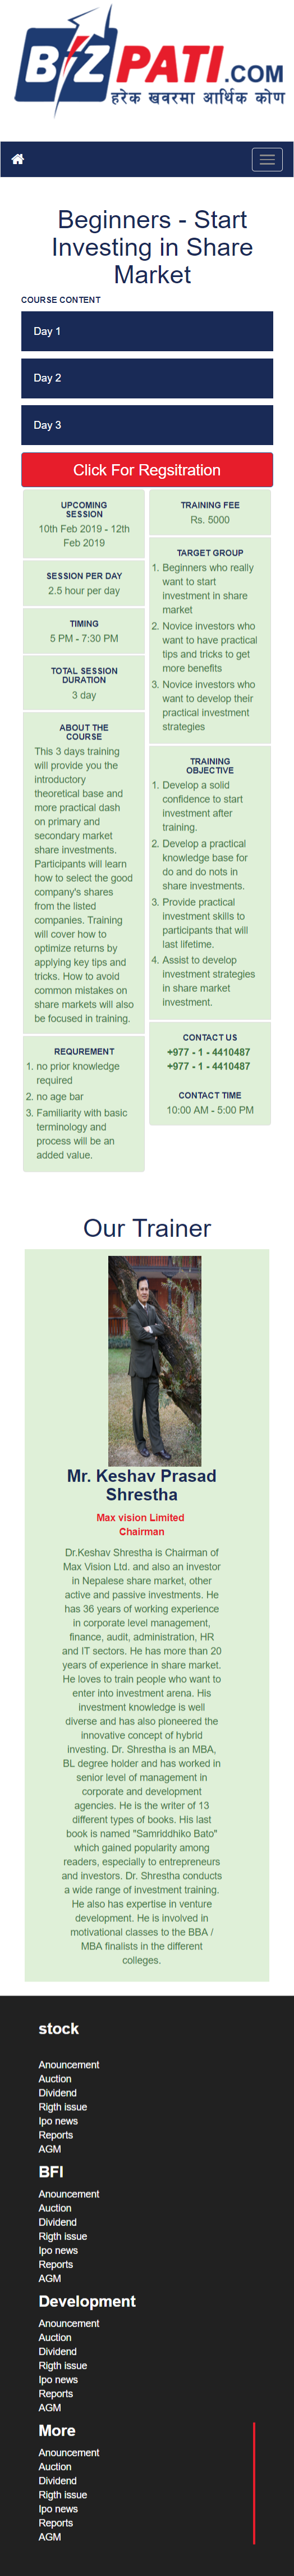 BIZPATI.COM
हरेक खबरमा आर्थिक कोण
Beginners - Start
Investing in Share
Market
COURSE CONTENT
Day 1
Day 2
Day 3
Click For Regsitration
UPCOMING
SESSION
10th Feb 2019 - 12th
Feb 2019
SESSION PER DAY
2.5 hour per day
TIMING
5 PM - 7:30 PM
TOTAL SESSION
DURATION
3 day
ABOUT THE
COURSE
This 3 days training
will provide you the
introductory
theoretical base and
more practical dash
on primary and
secondary market
share investments.
Participants will learn
how to select the good
company's shares
from the listed
companies. Training
will cover how to
optimize returns by
applying key tips and
tricks. How to avoid
common mistakes on
share markets will also
be focused in training.
REQUREMENT
1. no prior knowledge
required
2. no age bar
3. Familiarity with basic
terminology and
process will be an
added value.
TRAINING FEE
Rs. 5000
TARGET GROUP
1. Beginners who really
want to start
investment in share
market
2. Novice investors who
want to have practical
tips and tricks to get
more benefits
3. Novice investors who
want to develop their
practical investment
strategies
TRAINING
OBJECTIVE
1. Develop a solid
confidence to start
investment after
training.
2. Develop a practical
knowledge base for
do and do nots in
share investments.
3. Provide practical
investment skills to
participants that will
last lifetime.
4. Assist to develop
investment strategies
in share market
investment.
CONTACT US
+977 - 1 - 4410487
+977 - 1 - 4410487
CONTACT TIME
10:00 AM - 5:00 PM
Our Trainer
Mr. Keshav Prasad
Shrestha
Max vision Limited
Chairman
Dr.Keshav Shrestha is Chairman of
Max Vision Ltd. and also an investor
in Nepalese share market, other
active and passive investments. He
has 36 years of working experience
in corporate level management,
finance, audit, administration, HR
and IT sectors. He has more than 20
years of experience in share market.
He loves to train people who want to
enter into investment arena. His
investment knowledge is well
diverse and has also pioneered the
innovative concept of hybrid
investing. Dr. Shrestha is an MBA,
BL degree holder and has worked in
senior level of management in
corporate and development
agencies. He is the writer of 13
different types of books. His last
book is named "Samriddhiko Bato"
which gained popularity among
readers, especially to entrepreneurs
and investors. Dr. Shrestha conducts
a wide range of investment training.
He also has expertise in venture
development. He is involved in
motivational classes to the BBA /
MBA finalists in the different
colleges.
stock
Anouncement
Auction
Dividend
Rigth issue
Ipo news
Reports
AGM
BFI
Anouncement
Auction
Dividend
Rigth issue
Ipo news
Reports
AGM
Development
Anouncement
Auction
Dividend
Rigth issue
Ipo news
Reports
AGM
More
Anouncement
Auction
Dividend
Rigth issue
Ipo news
Reports
AGM